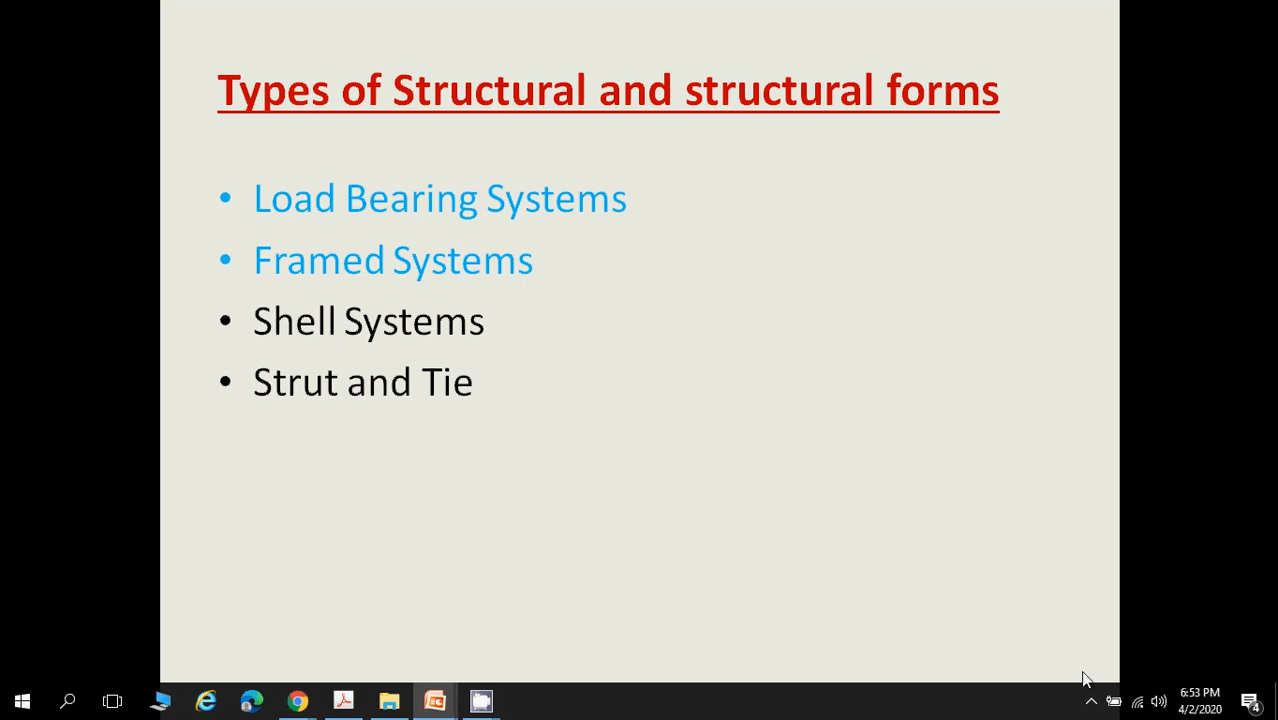 Types of Structural and structural forms
• Load Bearing Systems
• Framed Systems
• Shell Systems
• Strut and Tie
6:53 PM
4/2/2020
4